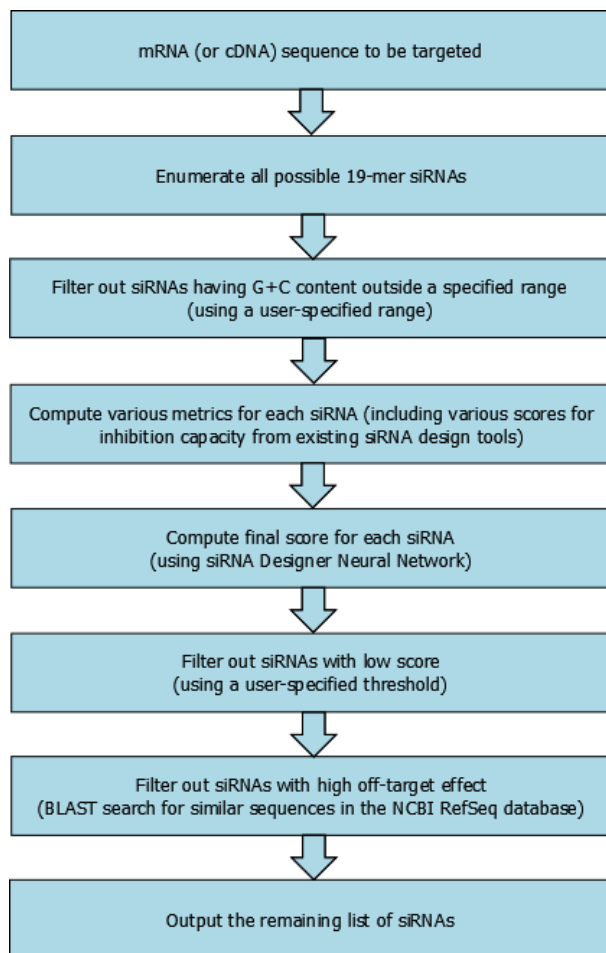 mRNA (or cDNA) sequence to be targeted
Enumerate all possible 19-mer siRNAs
Filter out siRNAs having G+C content outside a specified range
(using a user-specified range)
Compute various metrics for each siRNA (including various scores for
inhibition capacity from existing siRNA design tools)
Compute final score for each siRNA
(using siRNA Designer Neural Network)
Filter out siRNAs with low score
(using a user-specified threshold)
Filter out siRNAs with high off-target effect
(BLAST search for similar sequences in the NCBI RefSeq database)
Output the remaining list of siRNAs